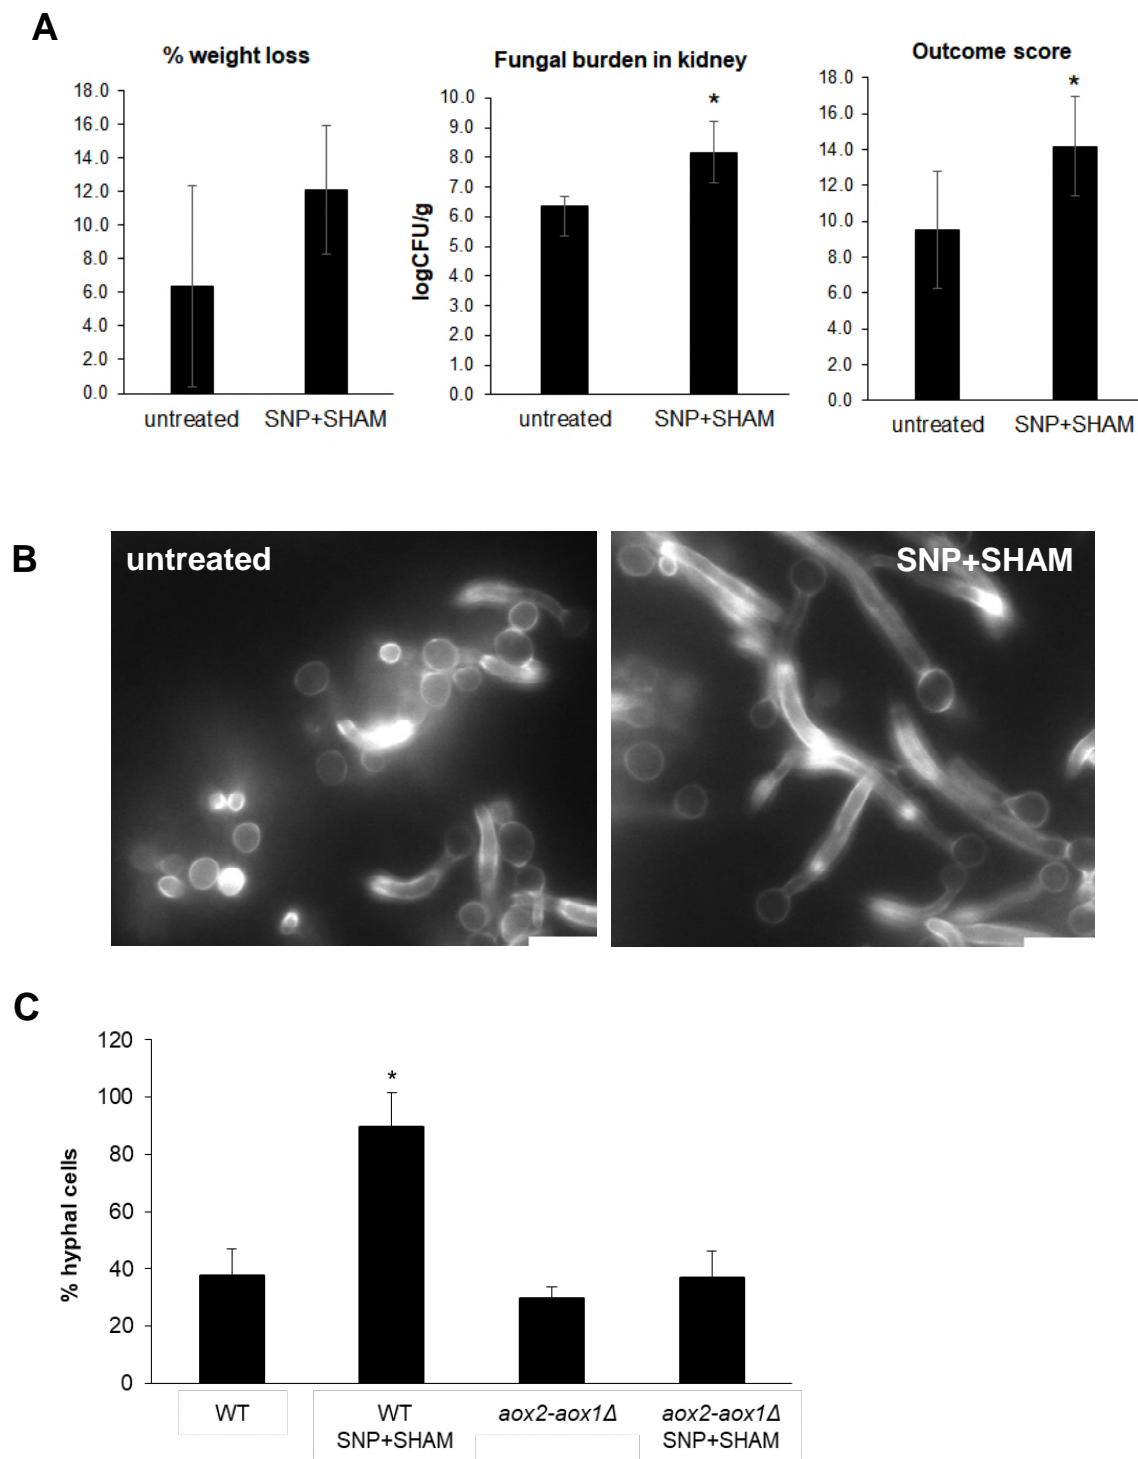 A
% weight loss
18.0
16.0
14.0
12.0
10.0
8.0
6.0
4.0
2.0
0.0
untreated
SNP+SHAM
Fungal burden in kidney
*
logCFU/g
10.0
9.0
8.0
7.0
6.0
5.0
4.0
3.0
2.0
1.0
0.0
untreated
SNP+SHAM
Outcome score
*
18.0
16.0
14.0
12.0
10.0
8.0
6.0
4.0
2.0
0.0
untreated
SNP+SHAM
B
untreated
SNP+SHAM
C
% hyphal cells
120
100
80
60
40
20
0
*
WT
WT
SNP+SHAM
aox2-aox1Δ
aox2-aox1Δ
SNP+SHAM